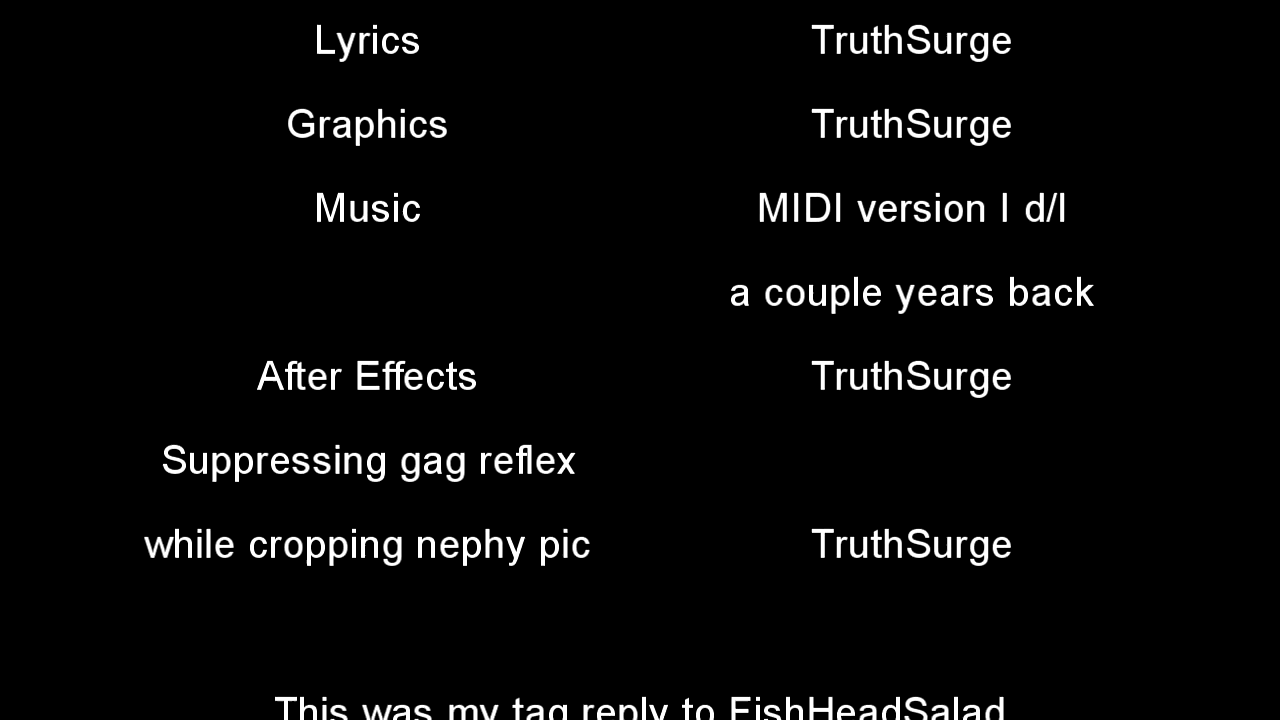 Lyrics TruthSurge
Graphics TruthSurge
Music MIDI version I d/l
a couple years back
After Effects TruthSurge
Suppressing gag reflex
while cropping nephy pic TruthSurge
This was my tag reply to FishHeadSalad